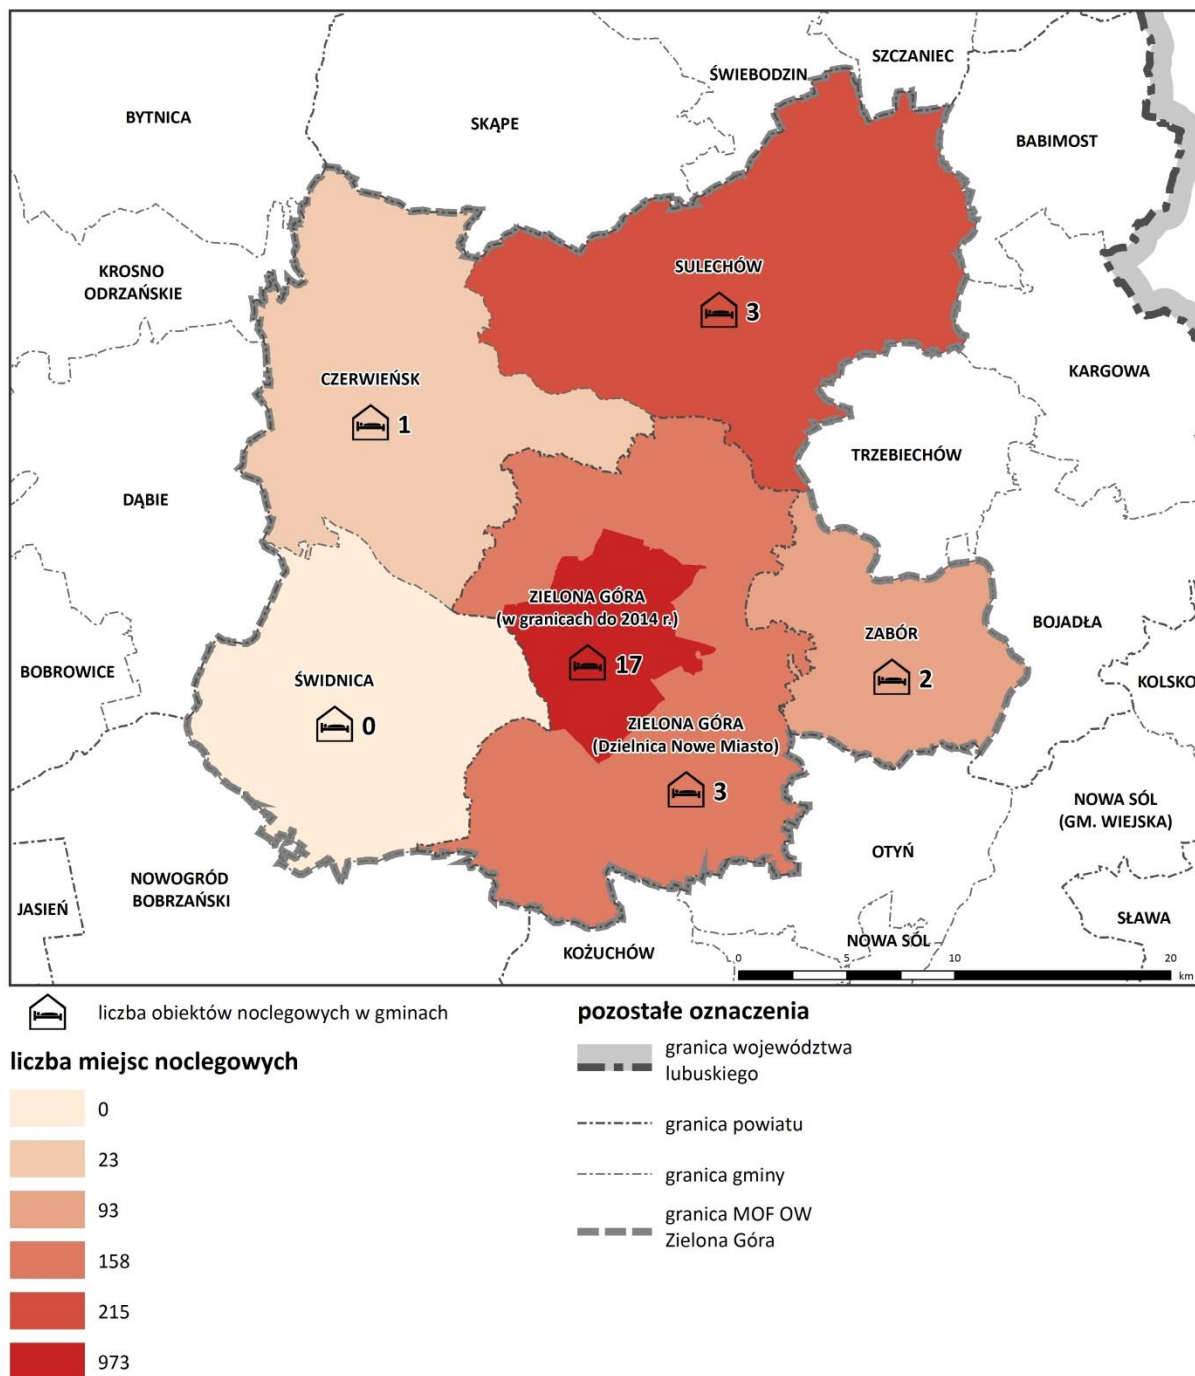 SZCZANIEC
ŚWIEBODZIN
BYTNICA
SKĄPE
BABIMOST
KROSNO
ODRZAŃSKIE
SULECHÓW
3
CZERWIEŃSK
1
KARGOWA
TRZEBIECHÓW
DĄBIE
ZIELONA GÓRA
(w granicach do 2014 r.)
17
ZABÓR
2
BOJADŁA
BOBROWICE
ŚWIDNICA
0
KOLSKO
ZIELONA GÓRA
(Dzielnica Nowe Miasto)
3
NOWA SÓL
(GM. WIEJSKA)
OTYŃ
NOWOGRÓD
BOBRZAŃSKI
JASIEŃ
SŁAWA
KOŻUCHÓW
NOWA SÓL
0 5 10 20
km
liczba obiektów noclegowych w gminach
liczba miejsc noclegowych
0
23
93
158
215
973
pozostałe oznaczenia
granica województwa
lubuskiego
granica powiatu
granica gminy
granica MOF OW
Zielona Góra